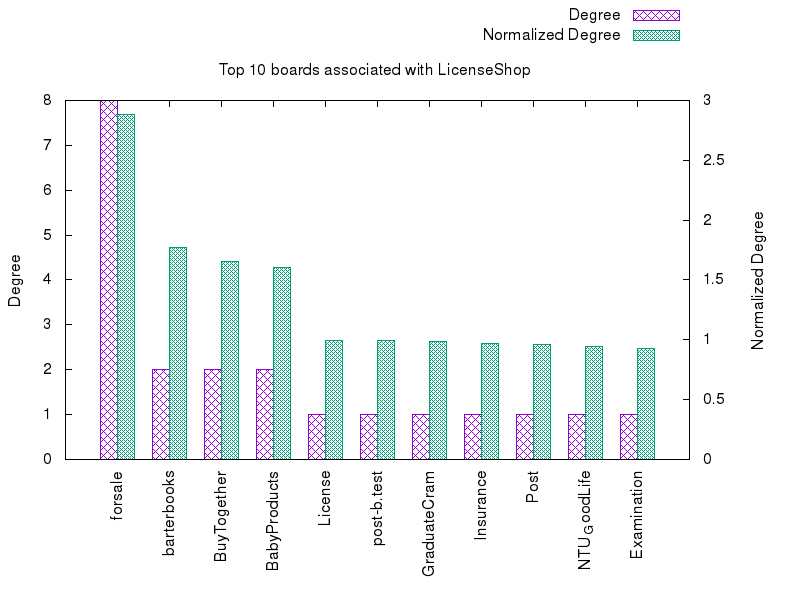 Degree
Normalized Degree
Top 10 boards associated with LicenseShop
8
7
6
5
4
3
2
1
0
3
2.5
2
1.5
1
0.5
0
Degree
Normalized Degree
forsale
barterbooks
BuyTogether
BabyProducts
License
post-b.test
GraduateCram
Insurance
Post
NTU_GoodLife
Examination